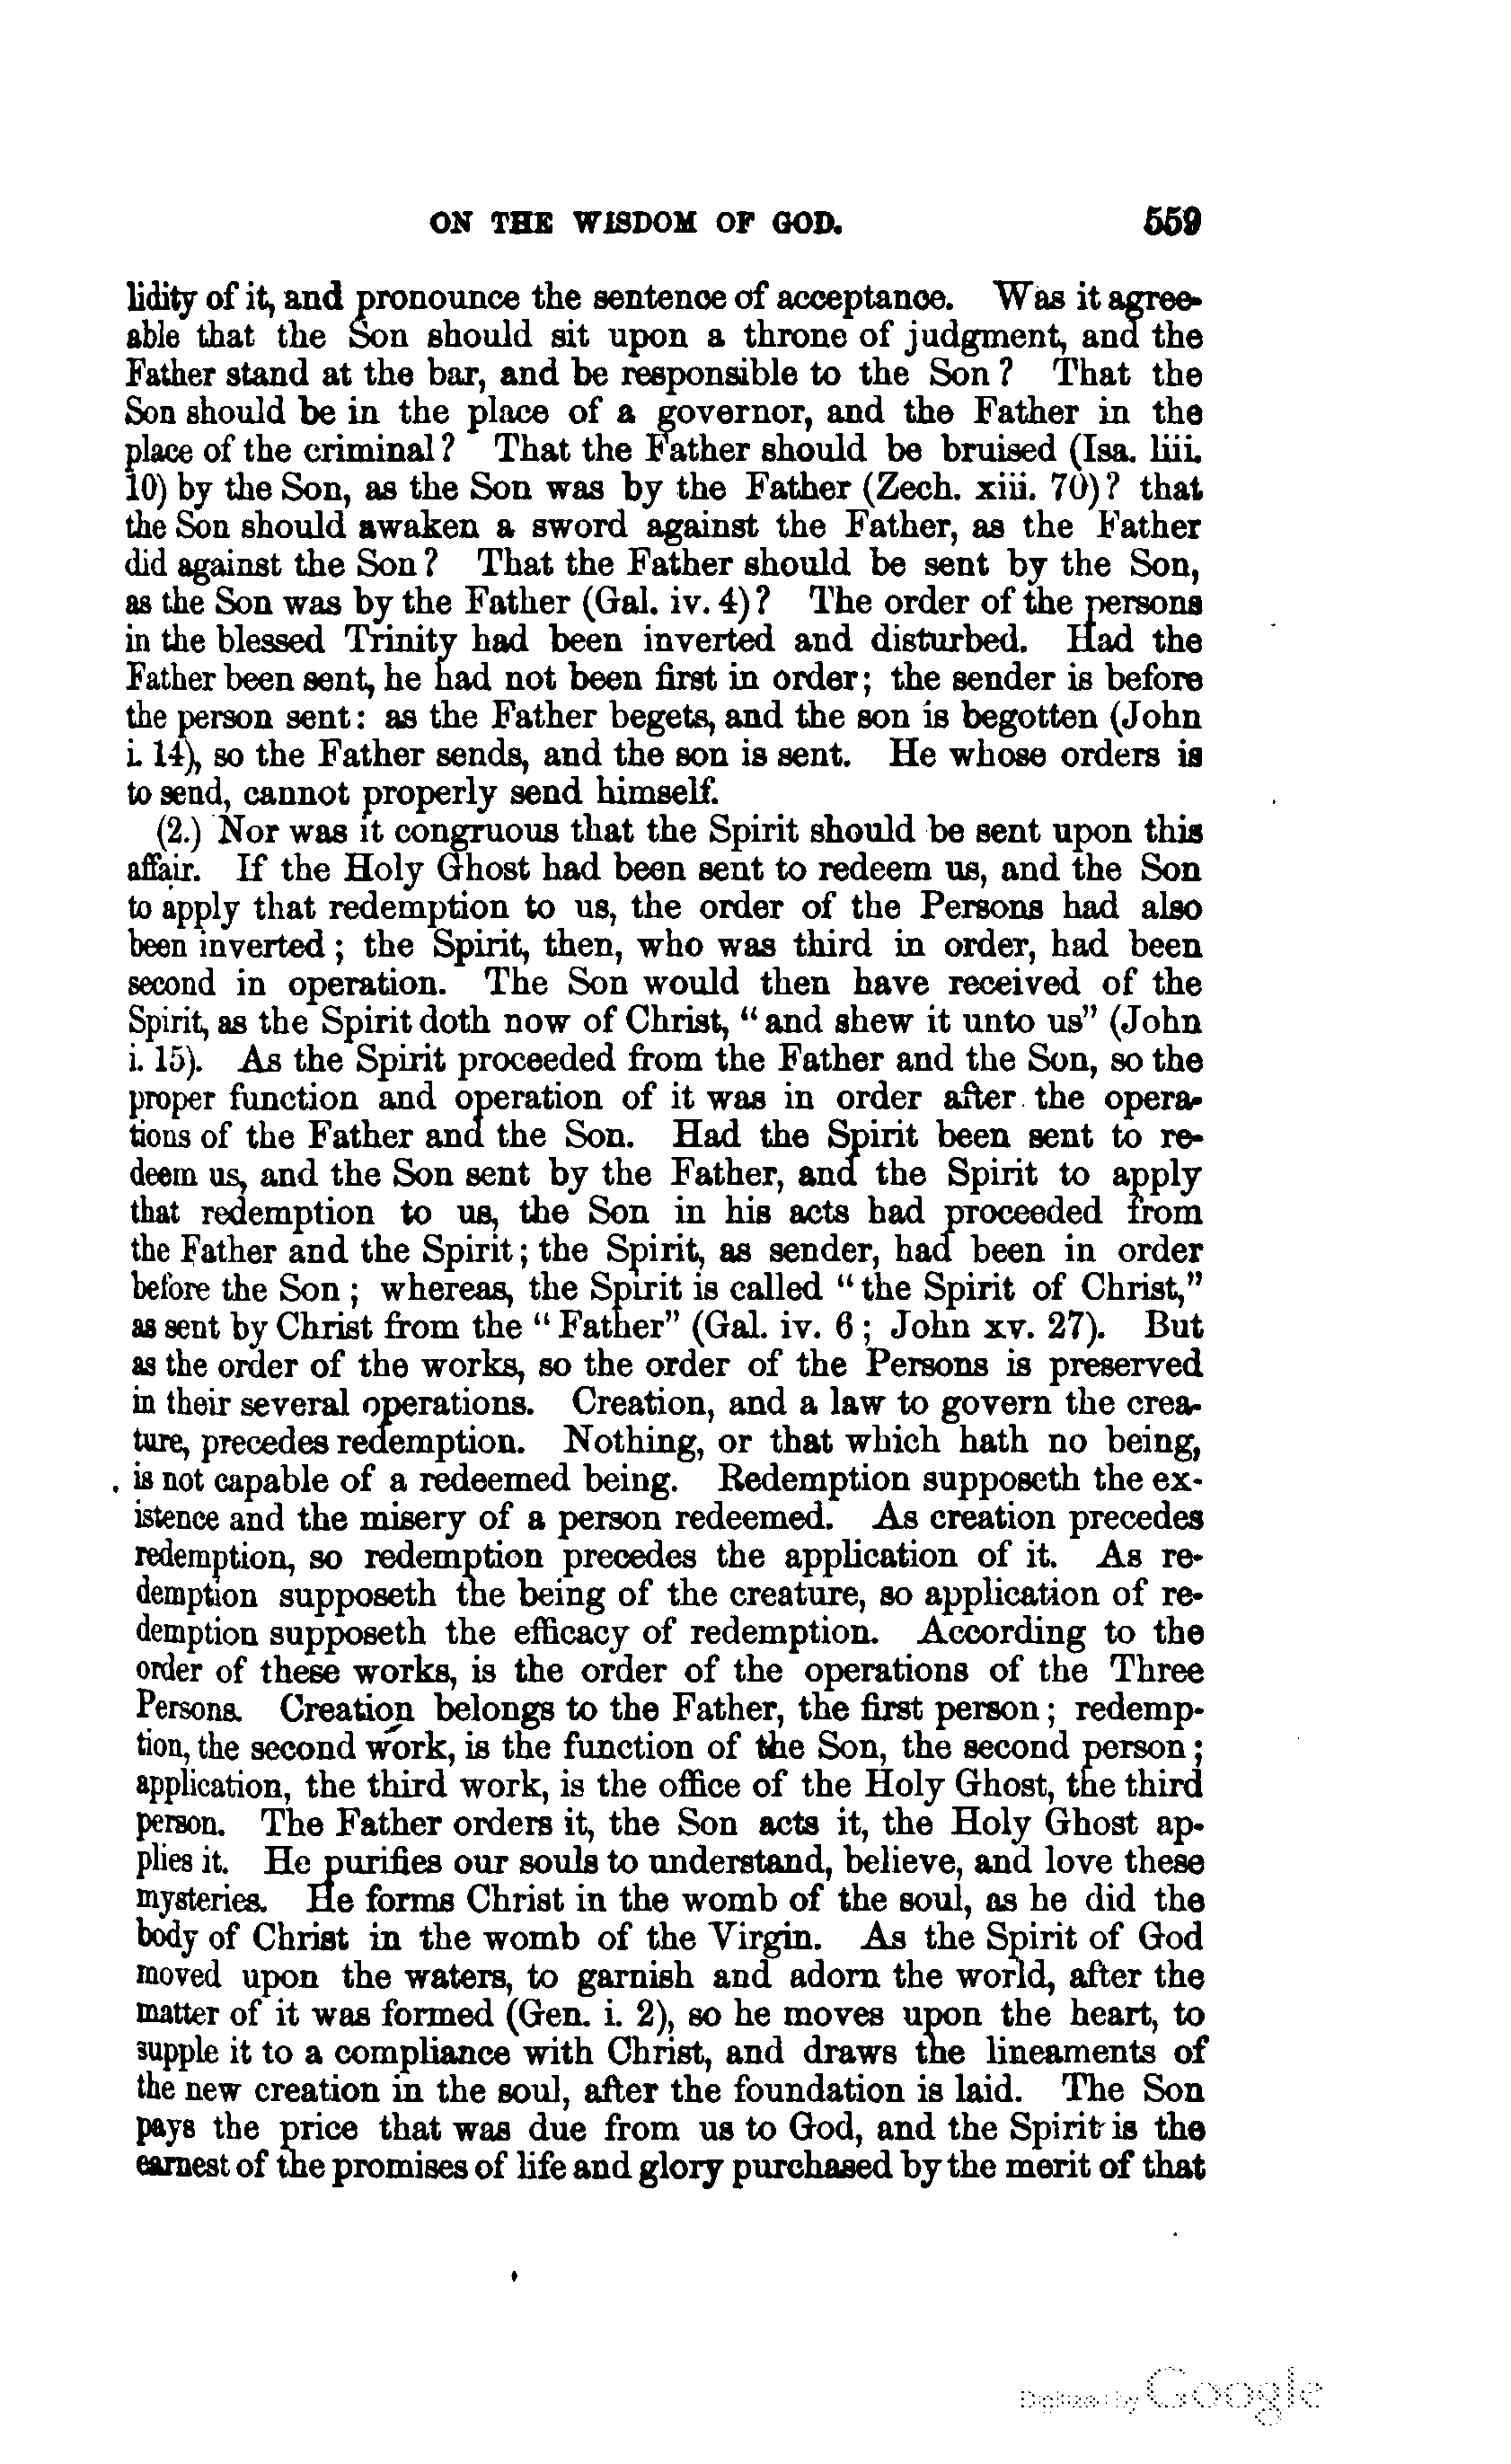 ON THE WISDOM OF GOD. 559
lidity of it, and pronounce the sentence of acceptance. Was it agree-
able that the Son should sit upon a throne of judgment, and the
Father stand at the bar, and be responsible to the Son? That the
Son should be in the place of a governor, and the Father in the
place of the criminal? That the Father should be bruised (Isa. liii.
10) by the Son, as the Son was by the Father (Zech. xiii. 70)? that
the Son should awaken a sword against the Father, as the Father
did against the Son? That the Father should be sent by the Son,
as the Son was by the Father (Gal. iv. 4)? The order of the persons
in the blessed Trinity had been inverted and disturbed. Had the
Father been sent, he had not been first in order; the sender is before
the person sent: as the Father begets, and the son is begotten (John
i. 14), so the Father sends, and the son is sent. He whose orders is
to send, cannot properly send himself.
(2.) Nor was it congruous that the Spirit should be sent upon this
affair. If the Holy Ghost had been sent to redeem us, and the Son
to apply that redemption to us, the order of the Persons had also
been inverted; the Spirit, then, who was third in order, had been
second in operation. The Son would then have received of the
Spirit, as the Spirit doth now of Christ, "and shew it unto us" (John
i. 15). As the Spirit proceeded from the Father and the Son, so the
proper function and operation of it was in order after the opera-
tions of the Father and the Son. Had the Spirit been sent to re-
deem us, and the Son sent by the Father, and the Spirit to apply
that redemption to us, the Son in his acts had proceeded from
the Father and the Spirit; the Spirit, as sender, had been in order
before the Son; whereas, the Spirit is called "the Spirit of Christ,"
as sent by Christ from the "Father" (Gal. iv. 6; John xv. 27). But
as the order of the works, so the order of the Persons is preserved
in their several operations. Creation, and a law to govern the crea-
ture, precedes redemption. Nothing, or that which hath no being,
is not capable of a redeemed being. Redemption supposeth the ex-
istence and the misery of a person redeemed. As creation precedes
redemption, so redemption precedes the application of it. As re-
demption supposeth the being of the creature, so application of re-
demption supposeth the efficacy of redemption. According to the
order of these works, is the order of the operations of the Three
Persons. Creation belongs to the Father, the first person; redemp-
tion, the second work, is the function of the Son, the second person;
application, the third work, is the office of the Holy Ghost, the third
person. The Father orders it, the Son acts it, the Holy Ghost ap-
plies it. He purifies our souls to understand, believe, and love these
mysteries. He forms Christ in the womb of the soul, as he did the
body of Christ in the womb of the Virgin. As the Spirit of God
moved upon the waters, to garnish and adorn the world, after the
matter of it was formed (Gen. i. 2), so he moves upon the heart, to
supple it to a compliance with Christ, and draws the lineaments of
the new creation in the soul, after the foundation is laid. The Son
pays the price that was due from us to God, and the Spirit is the
earnest of the promises of life and glory purchased by the merit of that
Digitized by Google